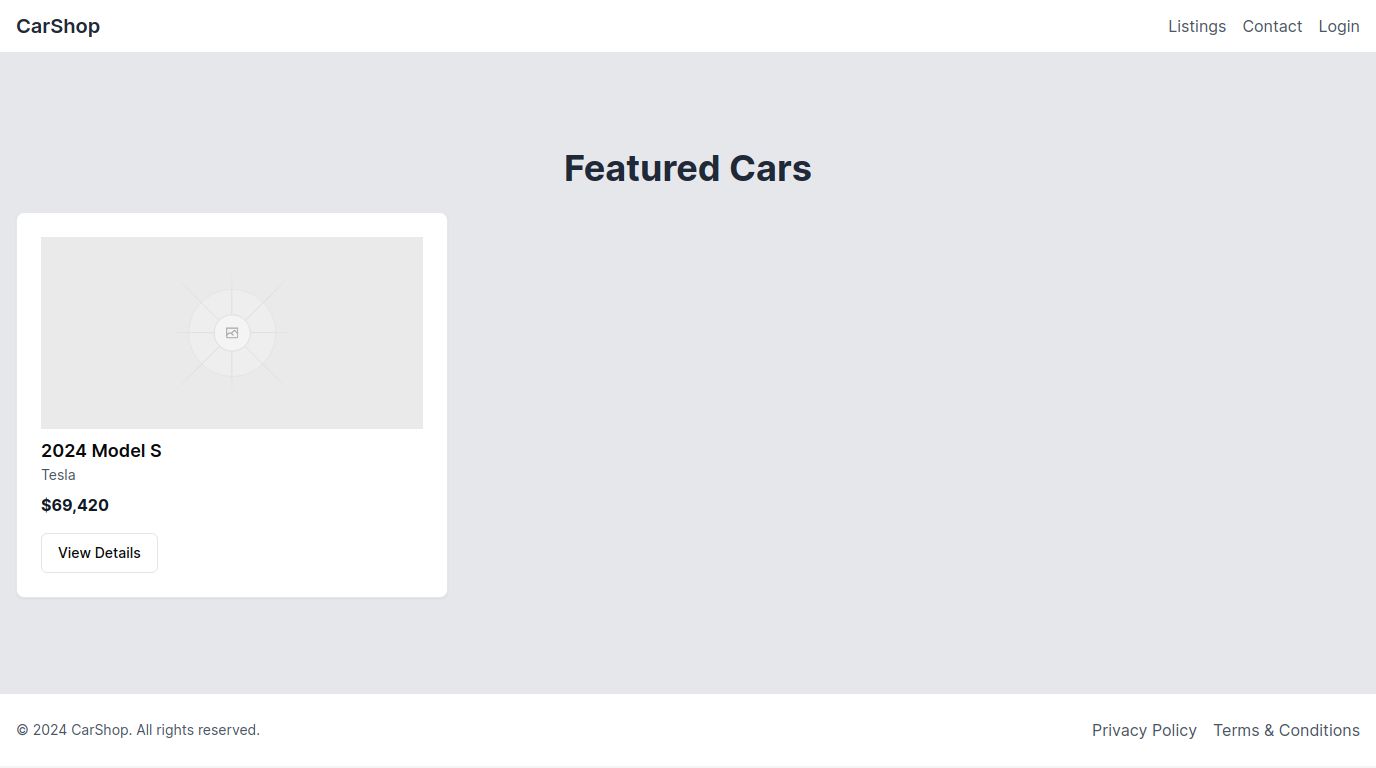 CarShop
Listings Contact Login
Featured Cars
2024 Model S
Tesla
$69,420
View Details
© 2024 CarShop. All rights reserved.
Privacy Policy Terms & Conditions